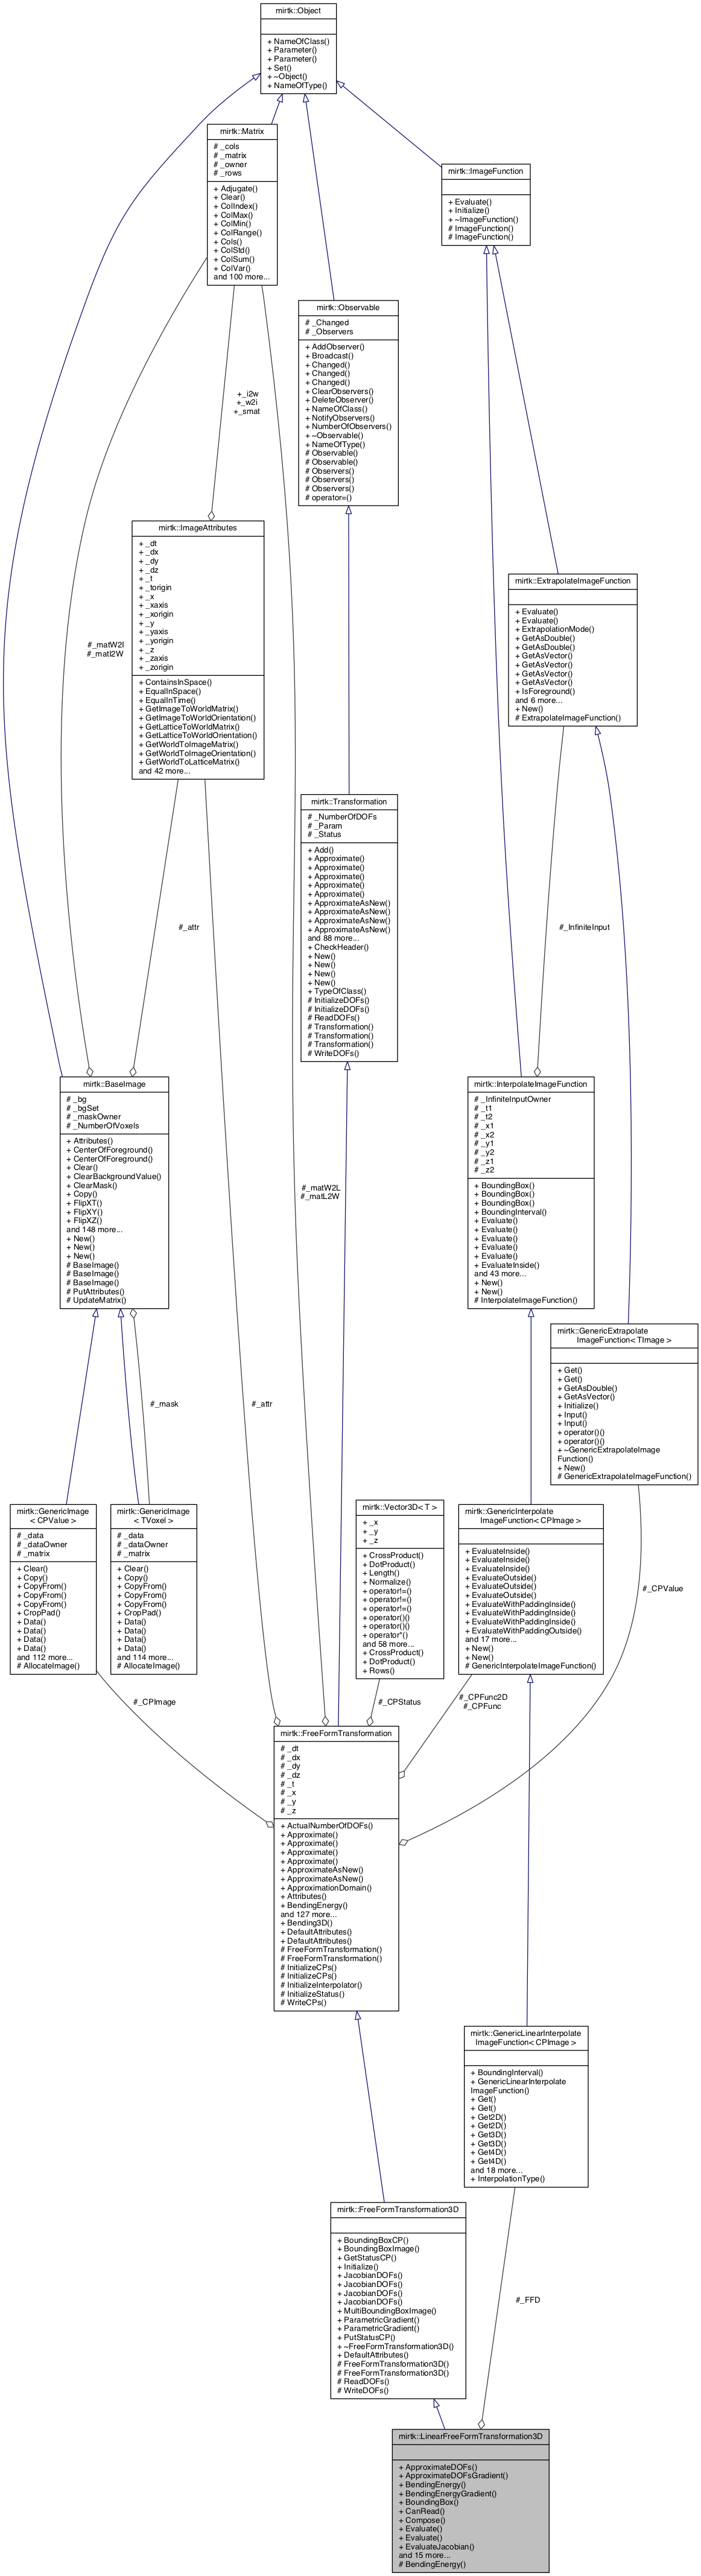 mirtk::Object
+ NameOfClass()
+ Parameter()
+ Parameter()
+ Set()
+ ~Object()
+ NameOfType()
mirtk::Matrix
# _cols
# _matrix
# _owner
# _rows
+ Adjugate()
+ Clear()
+ ColIndex()
+ ColMax()
+ ColMin()
+ ColRange()
+ Cols()
+ ColStd()
+ ColSum()
+ ColVar()
and 100 more...
mirtk::ImageFunction
+ Evaluate()
+ Initialize()
+ ~ImageFunction()
# ImageFunction()
# ImageFunction()
mirtk::Observable
# _Changed
# _Observers
+ AddObserver()
+ Broadcast()
+ Changed()
+ Changed()
+ Changed()
+ ClearObservers()
+ DeleteObserver()
+ NameOfClass()
+ NotifyObservers()
+ NumberOfObservers()
+ ~Observable()
+ NameOfType()
# Observable()
# Observable()
# Observers()
# Observers()
# Observers()
# operator=()
+_i2w
+_w2i
+_smat
mirtk::ImageAttributes
+ _dt
+ _dx
+ _dy
+ _dz
+ _t
+ _torigin
+ _x
+ _xaxis
+ _xorigin
+ _y
+ _yaxis
+ _yorigin
+ _z
+ _zaxis
+ _zorigin
+ ContainsInSpace()
+ EqualInSpace()
+ EqualInTime()
+ GetImageToWorldMatrix()
+ GetImageToWorldOrientation()
+ GetLatticeToWorldMatrix()
+ GetLatticeToWorldOrientation()
+ GetWorldToImageMatrix()
+ GetWorldToImageOrientation()
+ GetWorldToLatticeMatrix()
and 42 more...
#_matW2I
#_matI2W
mirtk::ExtrapolateImageFunction
+ Evaluate()
+ Evaluate()
+ ExtrapolationMode()
+ GetAsDouble()
+ GetAsDouble()
+ GetAsVector()
+ GetAsVector()
+ GetAsVector()
+ GetAsVector()
+ IsForeground()
and 6 more...
+ New()
# ExtrapolateImageFunction()
mirtk::Transformation
# _NumberOfDOFs
# _Param
# _Status
+ Add()
+ Approximate()
+ Approximate()
+ Approximate()
+ Approximate()
+ Approximate()
+ ApproximateAsNew()
+ ApproximateAsNew()
+ ApproximateAsNew()
+ ApproximateAsNew()
and 88 more...
+ CheckHeader()
+ New()
+ New()
+ New()
+ New()
+ TypeOfClass()
# InitializeDOFs()
# InitializeDOFs()
# ReadDOFs()
# Transformation()
# Transformation()
# Transformation()
# WriteDOFs()
#_attr
#_InfiniteInput
mirtk::BaseImage
# _bg
# _bgSet
# _maskOwner
# _NumberOfVoxels
+ Attributes()
+ CenterOfForeground()
+ CenterOfForeground()
+ Clear()
+ ClearBackgroundValue()
+ ClearMask()
+ Copy()
+ FlipXT()
+ FlipXY()
+ FlipXZ()
and 148 more...
+ New()
+ New()
+ New()
# BaseImage()
# BaseImage()
# BaseImage()
# PutAttributes()
# UpdateMatrix()
#_matW2L
#_matL2W
mirtk::InterpolateImageFunction
# _InfiniteInputOwner
# _t1
# _t2
# _x1
# _x2
# _y1
# _y2
# _z1
# _z2
+ BoundingBox()
+ BoundingBox()
+ BoundingBox()
+ BoundingInterval()
+ Evaluate()
+ Evaluate()
+ Evaluate()
+ Evaluate()
+ Evaluate()
+ EvaluateInside()
and 43 more...
+ New()
+ New()
# InterpolateImageFunction()
mirtk::GenericExtrapolate
ImageFunction< TImage >
+ Get()
+ Get()
+ GetAsDouble()
+ GetAsVector()
+ Initialize()
+ Input()
+ Input()
+ operator()()
+ operator()()
+ ~GenericExtrapolateImage
Function()
+ New()
# GenericExtrapolateImageFunction()
#_mask
#_attr
mirtk::GenericImage
< CPValue >
# _data
# _dataOwner
# _matrix
+ Clear()
+ Copy()
+ CopyFrom()
+ CopyFrom()
+ CopyFrom()
+ CropPad()
+ Data()
+ Data()
+ Data()
+ Data()
and 112 more...
# AllocateImage()
mirtk::GenericImage
< TVoxel >
# _data
# _dataOwner
# _matrix
+ Clear()
+ Copy()
+ CopyFrom()
+ CopyFrom()
+ CopyFrom()
+ CropPad()
+ Data()
+ Data()
+ Data()
+ Data()
and 114 more...
# AllocateImage()
mirtk::Vector3D< T >
+ _x
+ _y
+ _z
+ CrossProduct()
+ DotProduct()
+ Length()
+ Normalize()
+ operator!=()
+ operator!=()
+ operator!=()
+ operator()()
+ operator()()
+ operator*()
and 58 more...
+ CrossProduct()
+ DotProduct()
+ Rows()
mirtk::GenericInterpolate
ImageFunction< CPImage >
+ EvaluateInside()
+ EvaluateInside()
+ EvaluateInside()
+ EvaluateOutside()
+ EvaluateOutside()
+ EvaluateOutside()
+ EvaluateWithPaddingInside()
+ EvaluateWithPaddingInside()
+ EvaluateWithPaddingInside()
+ EvaluateWithPaddingOutside()
and 17 more...
+ New()
+ New()
# GenericInterpolateImageFunction()
#_CPValue
#_CPImage
#_CPStatus
#_CPFunc2D
#_CPFunc
mirtk::FreeFormTransformation
# _dt
# _dx
# _dy
# _dz
# _t
# _x
# _y
# _z
+ ActualNumberOfDOFs()
+ Approximate()
+ Approximate()
+ Approximate()
+ Approximate()
+ ApproximateAsNew()
+ ApproximateAsNew()
+ ApproximationDomain()
+ Attributes()
+ BendingEnergy()
and 127 more...
+ Bending3D()
+ DefaultAttributes()
+ DefaultAttributes()
# FreeFormTransformation()
# FreeFormTransformation()
# InitializeCPs()
# InitializeCPs()
# InitializeInterpolator()
# InitializeStatus()
# WriteCPs()
mirtk::GenericLinearInterpolate
ImageFunction< CPImage >
+ BoundingInterval()
+ GenericLinearInterpolate
ImageFunction()
+ Get()
+ Get()
+ Get2D()
+ Get2D()
+ Get3D()
+ Get3D()
+ Get4D()
+ Get4D()
and 18 more...
+ InterpolationType()
mirtk::FreeFormTransformation3D
+ BoundingBoxCP()
+ BoundingBoxImage()
+ GetStatusCP()
+ Initialize()
+ JacobianDOFs()
+ JacobianDOFs()
+ JacobianDOFs()
+ JacobianDOFs()
+ MultiBoundingBoxImage()
+ ParametricGradient()
+ ParametricGradient()
+ PutStatusCP()
+ ~FreeFormTransformation3D()
+ DefaultAttributes()
# FreeFormTransformation3D()
# FreeFormTransformation3D()
# ReadDOFs()
# WriteDOFs()
#_FFD
mirtk::LinearFreeFormTransformation3D
+ ApproximateDOFs()
+ ApproximateDOFsGradient()
+ BendingEnergy()
+ BendingEnergyGradient()
+ BoundingBox()
+ CanRead()
+ Compose()
+ Evaluate()
+ Evaluate()
+ EvaluateJacobian()
and 15 more...
# BendingEnergy()